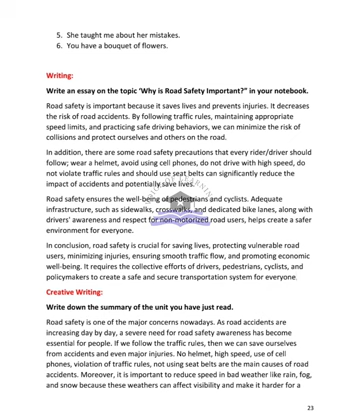 5. She taught me about her mistakes.
6. You have a bouquet of flowers.
Writing:
Write an essay on the topic 'Why is Road Safety Important?" in your notebook.
Road safety is important because it saves lives and prevents injuries. It decreases
the risk of road accidents. By following traffic rules, maintaining appropriate
speed limits, and practicing safe driving behaviors, we can minimize the risk of
collisions and protect ourselves and others on the road.
In addition, there are some road safety precautions that every rider/driver should
follow; wear a helmet, avoid using cell phones, do not drive with high speed, do
not violate traffic rules and should use seat belts can significantly reduce the
impact of accidents and potentially save lives.
Road safety ensures the well-being of pedestrians and cyclists. Adequate
infrastructure, such as sidewalks, crosswalks, and dedicated bike lanes, along with
drivers' awareness and respect for non-motorized road users, helps create a safer
environment for everyone.
In conclusion, road safety is crucial for saving lives, protecting vulnerable road
users, minimizing injuries, ensuring smooth traffic flow, and promoting economic
well-being. It requires the collective efforts of drivers, pedestrians, cyclists, and
policymakers to create a safe and secure transportation system for everyone.
Creative Writing:
Write down the summary of the unit you have just read.
Road safety is one of the major concerns nowadays. As road accidents are
increasing day by day, a severe need for road safety awareness has become
essential for people. If we follow the traffic rules, then we can save ourselves
from accidents and even major injuries. No helmet, high speed, use of cell
phones, violation of traffic rules, not using seat belts are the main causes of road
accidents. Moreover, it is important to reduce speed in bad weather like rain, fog,
and snow because these weathers can affect visibility and make it harder for a
23